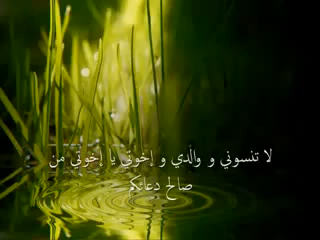 لا تنسوني و والدي و إخوتي يا إخوتي من
صالح دعائكم